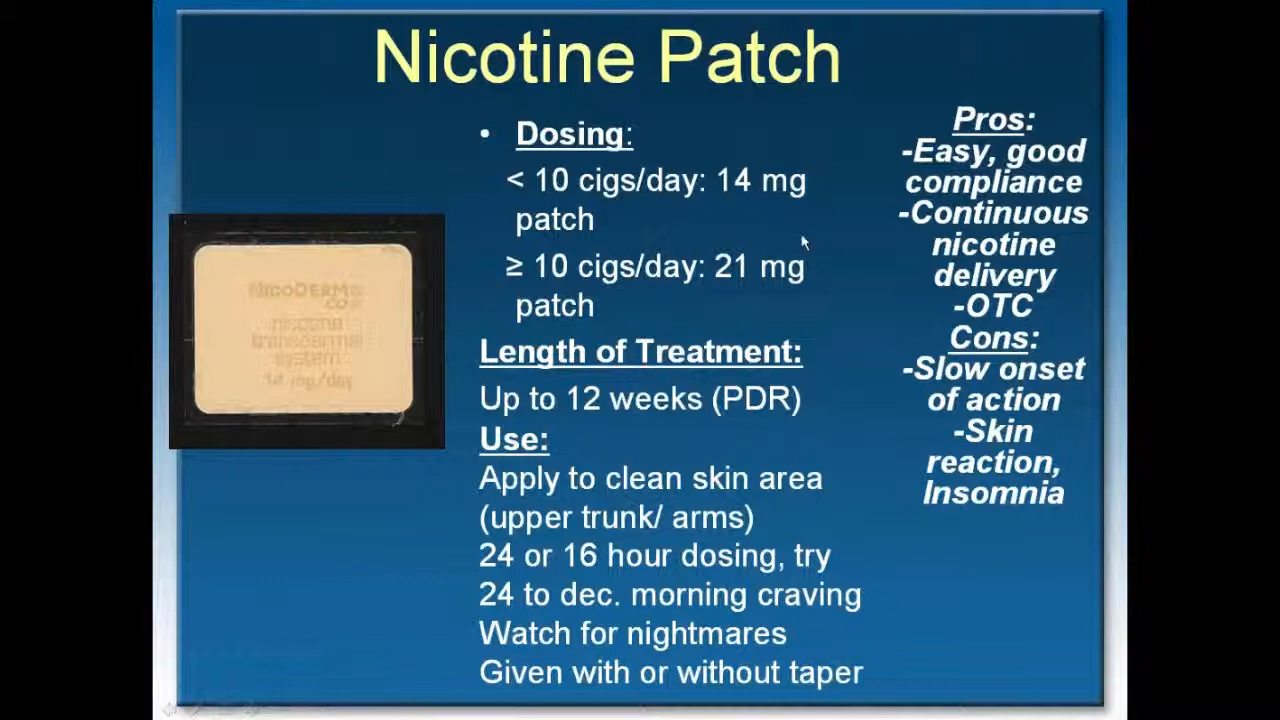 Nicotine Patch
• Dosing:
< 10 cigs/day: 14 mg
patch
≥ 10 cigs/day: 21 mg
patch
Length of Treatment:
Up to 12 weeks (PDR)
Use:
Apply to clean skin area
(upper trunk/ arms)
24 or 16 hour dosing, try
24 to dec. morning craving
Watch for nightmares
Given with or without taper
Pros:
-Easy, good
compliance
-Continuous
nicotine
delivery
-OTC
Cons:
-Slow onset
of action
-Skin
reaction,
Insomnia
NICODERM
CQ
nicotine
transdermal
system
14 mg/day